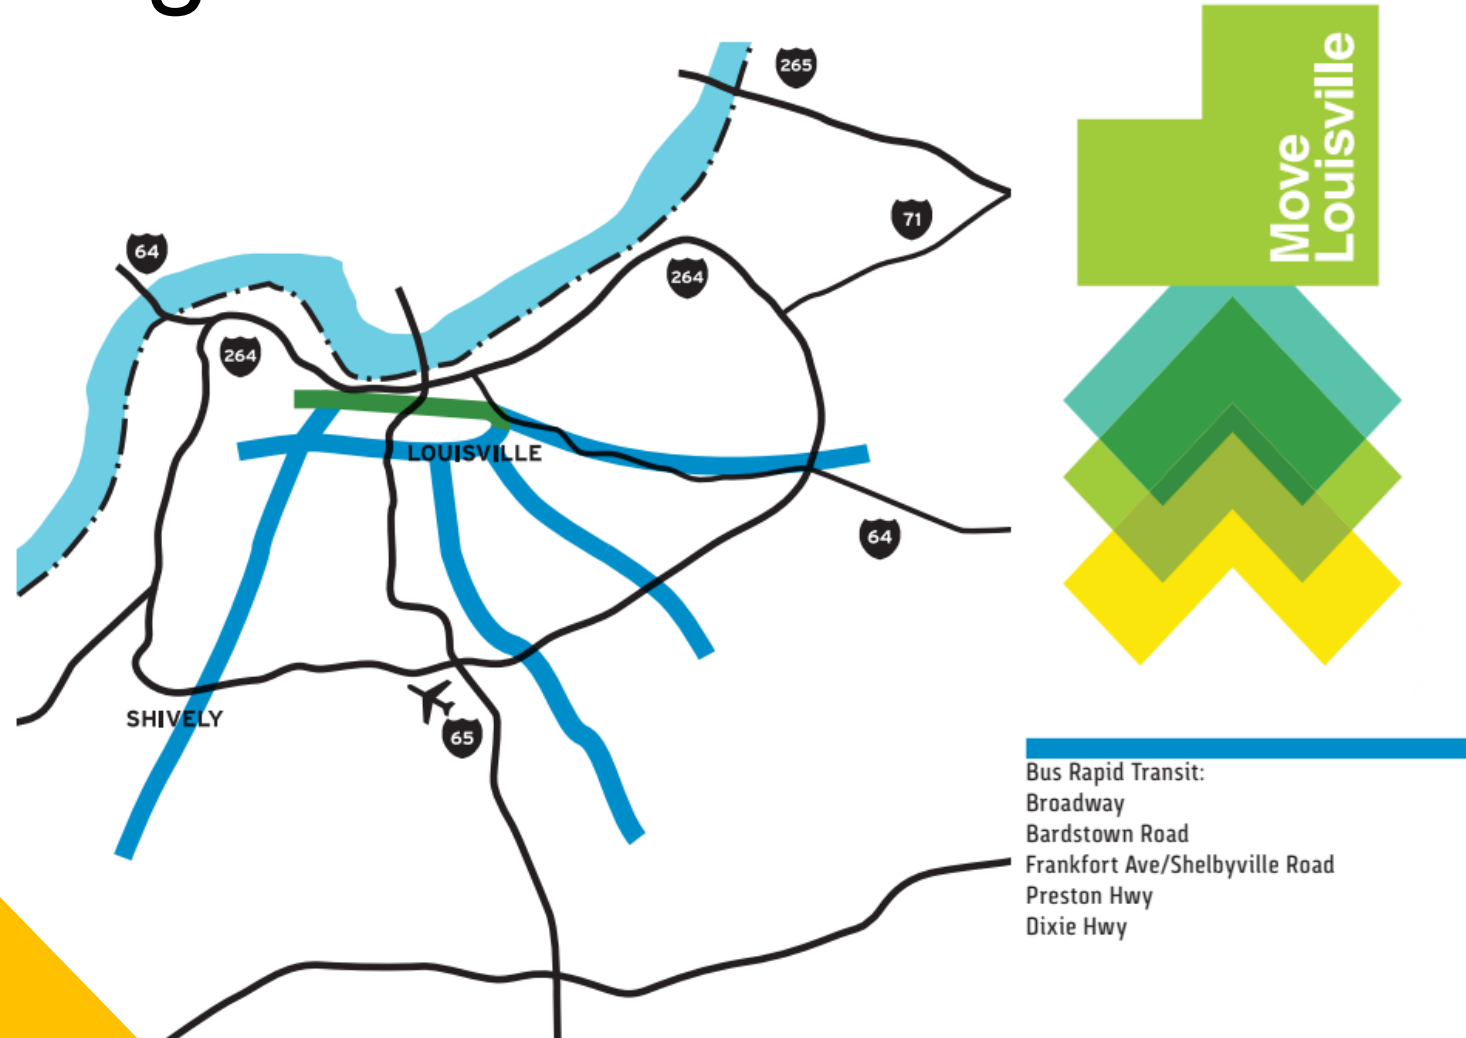 g
265
71
64
264
264
LOUISVILLE
64
SHIVELY
65
Move
Louisville
Bus Rapid Transit:
Broadway
Bardstown Road
Frankfort Ave/Shelbyville Road
Preston Hwy
Dixie Hwy